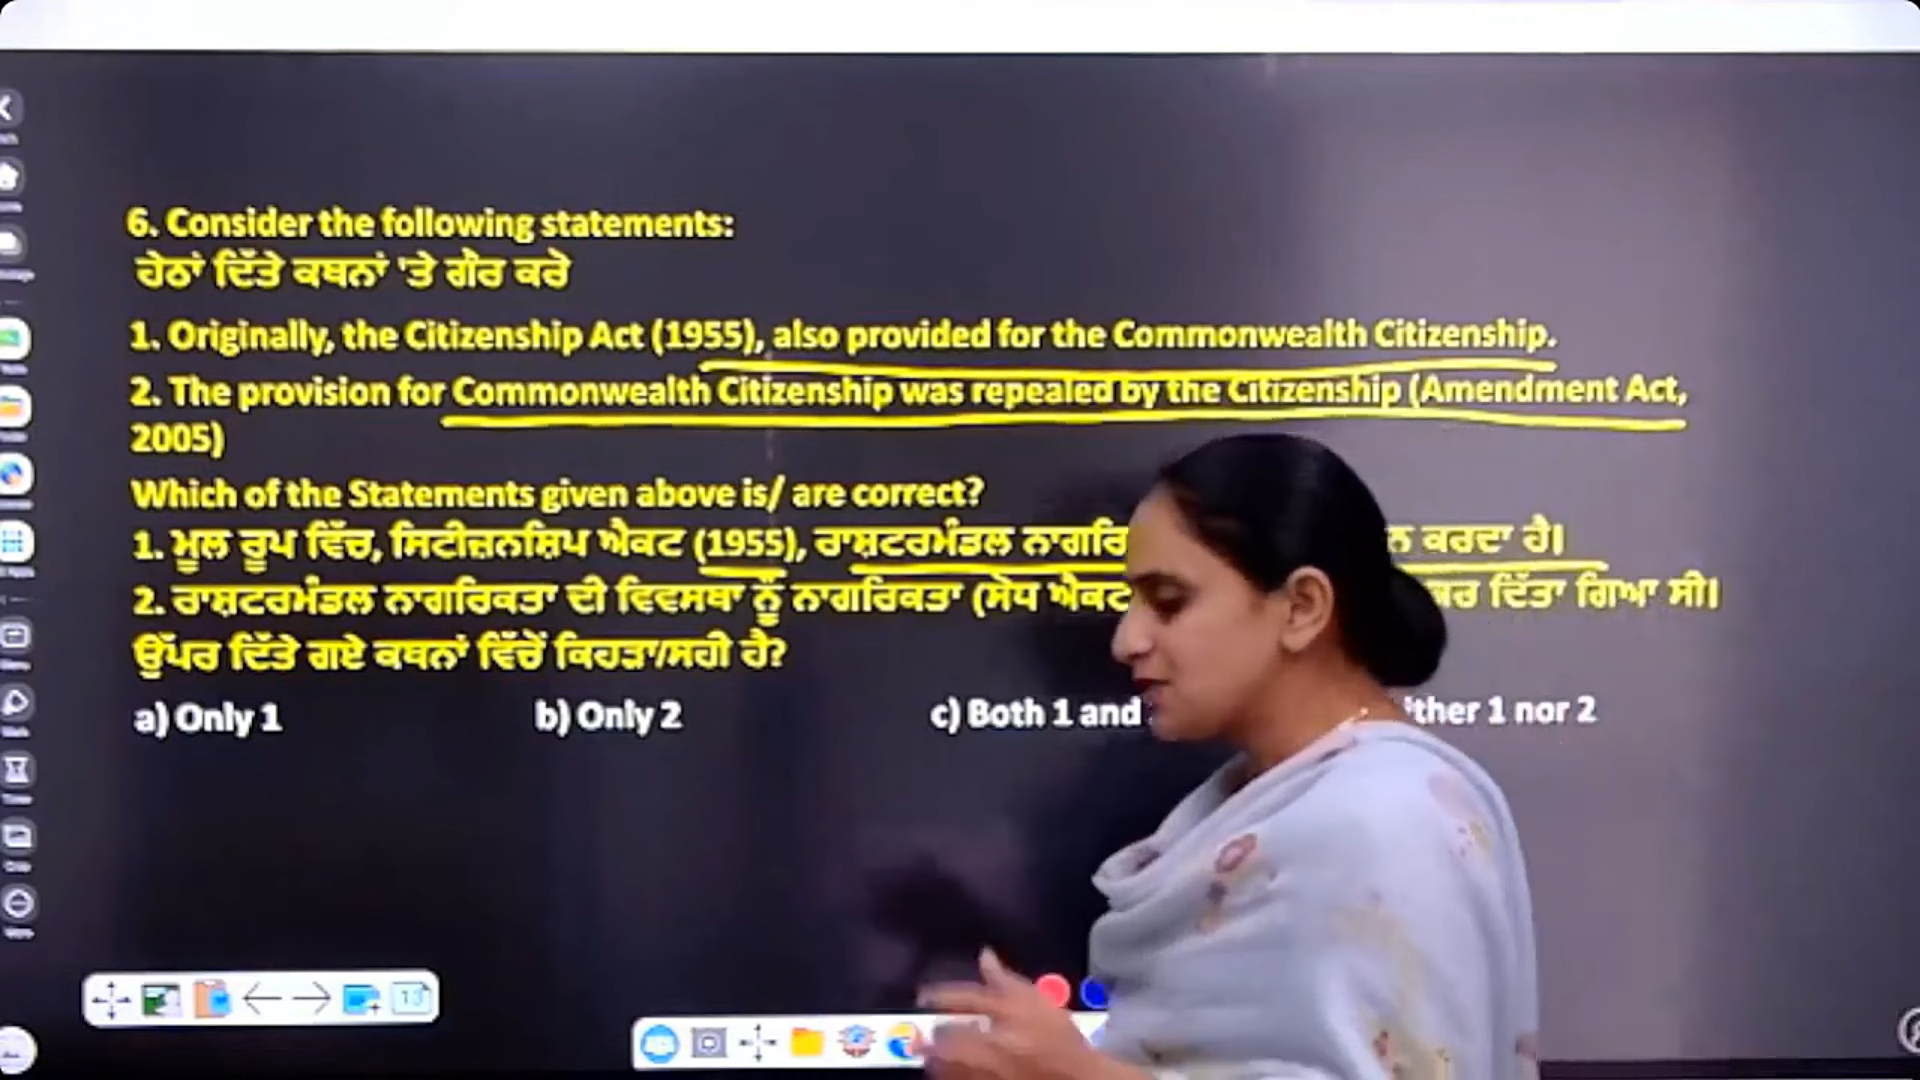 6. Consider the following statements:
ਹੇਠਾਂ ਦਿੱਤੇ ਕਥਨਾਂ 'ਤੇ ਗੌਰ ਕਰੇ
1. Originally, the Citizenship Act (1955), also provided for the Commonwealth Citizenship.
2. The provision for Commonwealth Citizenship was repealed by the Citizenship (Amendment Act,
2005)
Which of the Statements given above is/ are correct?
1. ਮੂਲ ਰੂਪ ਵਿੱਚ, ਸਿਟੀਜ਼ਨਸ਼ਿਪ ਐਕਟ (1955), ਰਾਸ਼ਟਰਮੰਡਲ ਕਰਦਾ ਹੈ।
2. ਰਾਸ਼ਟਰਮੰਡਲ ਨਾਗਰਿਕਤਾ ਦੀ ਵਿਵਸਥਾ ਨੂੰ ਨਾਗਰਿਕਤਾ (ਸੋਧ ਐਕਟ ਦਿੱਤਾ ਗਿਆ ਸੀ।
ਉੱਪਰ ਦਿੱਤੇ ਗਏ ਕਥਨਾਂ ਵਿੱਚੋਂ ਕਿਹੜਾ/ਸਹੀ ਹੈ?
a) Only 1 b) Only 2 c) Both 1 and 1 nor 2